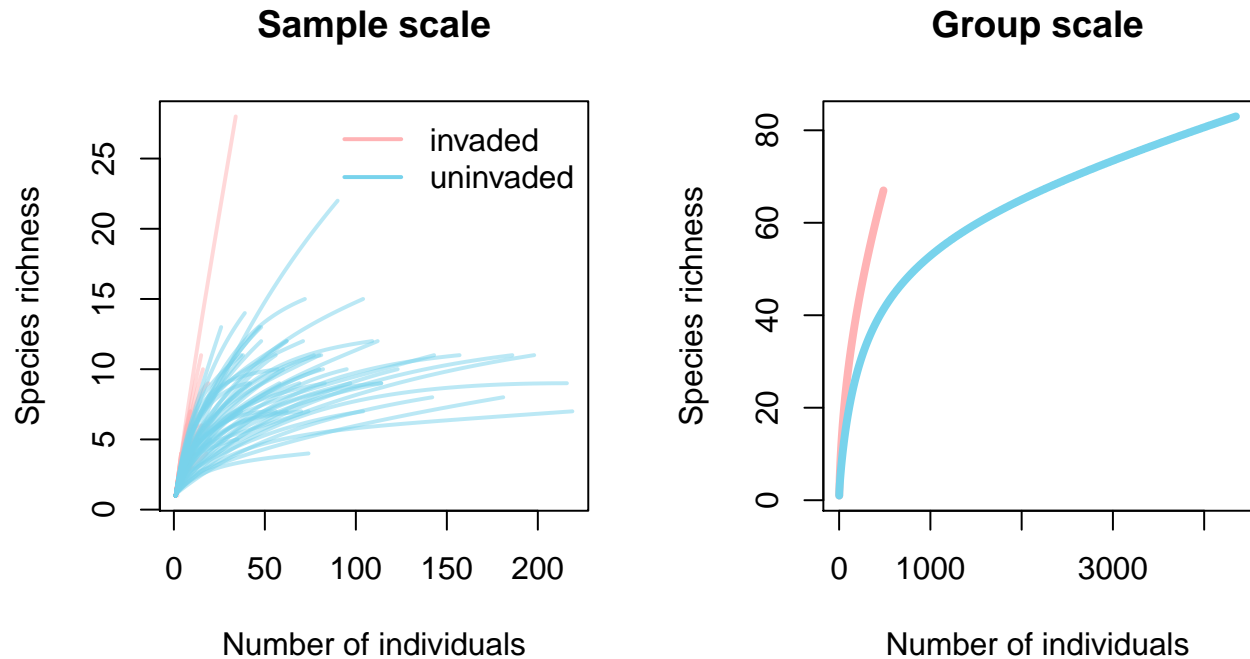 Sample scale
Species richness
0 5 10 15 20 25
invaded
uninvaded
0 50 100 150 200
Number of individuals
Group scale
Species richness
0 20 40 60 80
0 1000 3000
Number of individuals